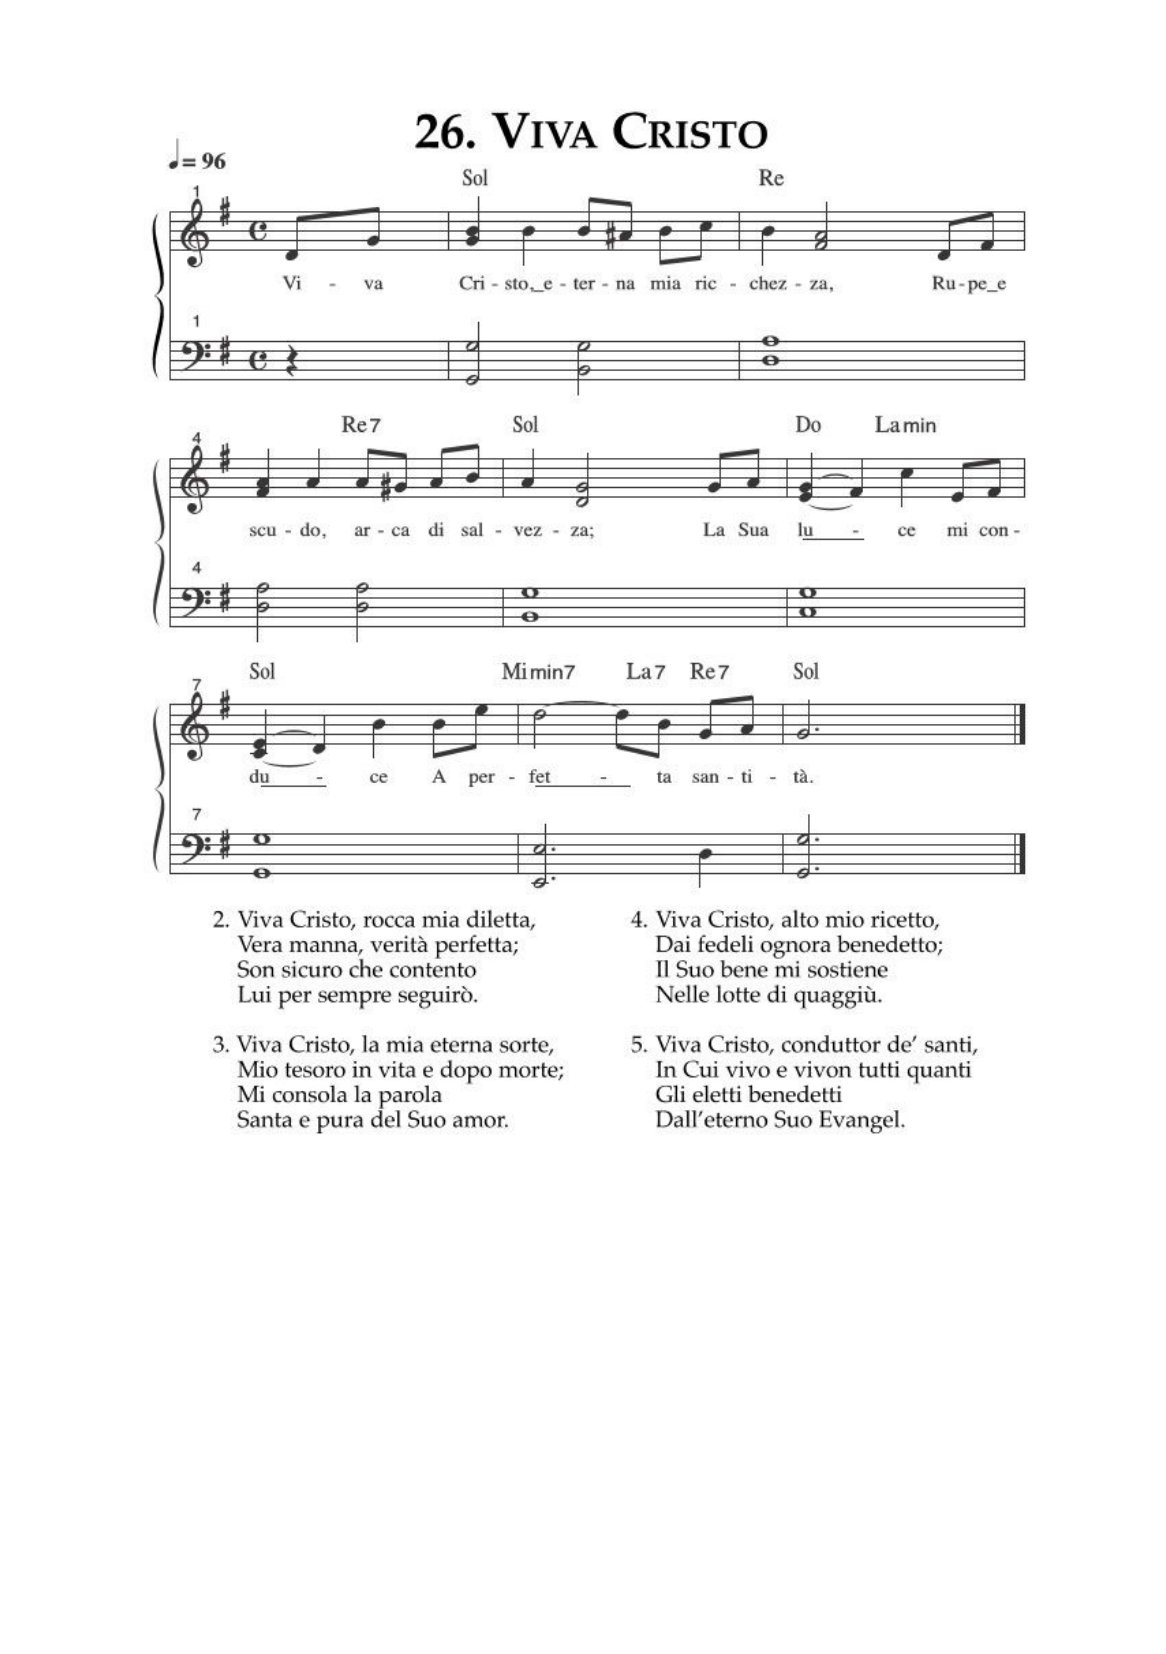 26. VIVA CRISTO
= 96
Sol Re
1
Vi - va Cri - sto,_e - ter - na mia ric - chez - za, Ru - pe_e
1
Re7 Sol Do Lamin
4
scu - do, ar - ca di sal - vez - za; La Sua lu - ce mi con -
4
Sol Mimin7 La7 Re7 Sol
7
du - ce A per - fet - ta san - ti - tà.
7
2. Viva Cristo, rocca mia diletta,
Vera manna, verità perfetta;
Son sicuro che contento
Lui per sempre seguirò.
3. Viva Cristo, la mia eterna sorte,
Mio tesoro in vita e dopo morte;
Mi consola la parola
Santa e pura del Suo amor.
4. Viva Cristo, alto mio ricetto,
Dai fedeli ognora benedetto;
Il Suo bene mi sostiene
Nelle lotte di quaggiù.
5. Viva Cristo, conduttor de' santi,
In Cui vivo e vivon tutti quanti
Gli eletti benedetti
Dall'eterno Suo Evangel.